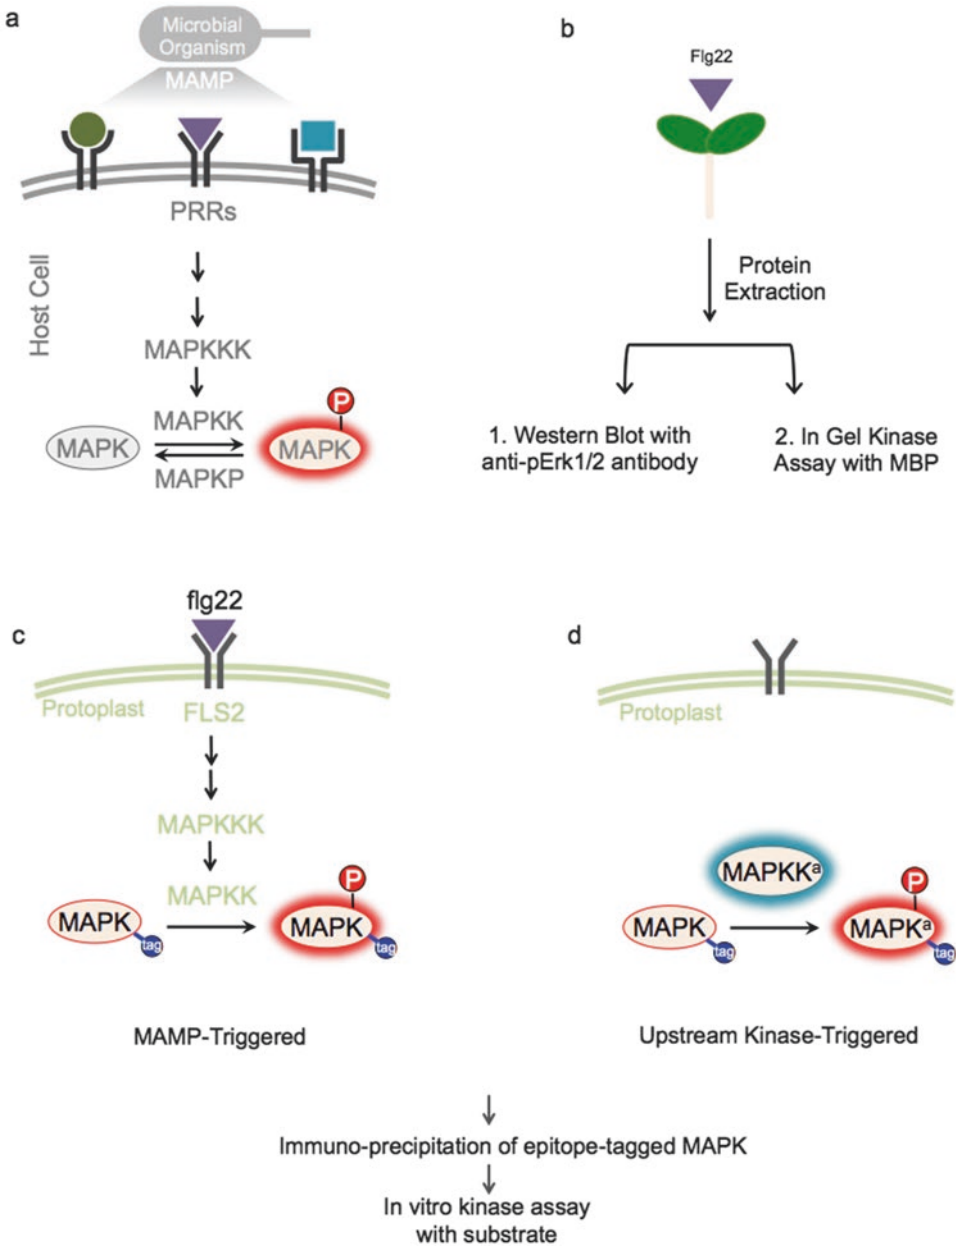 a
Microbial
Organism
MAMP
PRRs
Host Cell
MAPKKK
MAPKK
MAPK
MAPKP
MAPK
P
b
Flg22
Protein
Extraction
1. Western Blot with
anti-pErk1/2 antibody
2. In Gel Kinase
Assay with MBP
c
flg22
Protoplast
FLS2
MAPKKK
MAPKK
MAPK
tag
P
MAPK
tag
MAMP-Triggered
d
Protoplast
MAPKKᵃ
MAPK
tag
P
MAPKᵃ
tag
Upstream Kinase-Triggered
Immuno-precipitation of epitope-tagged MAPK
In vitro kinase assay
with substrate